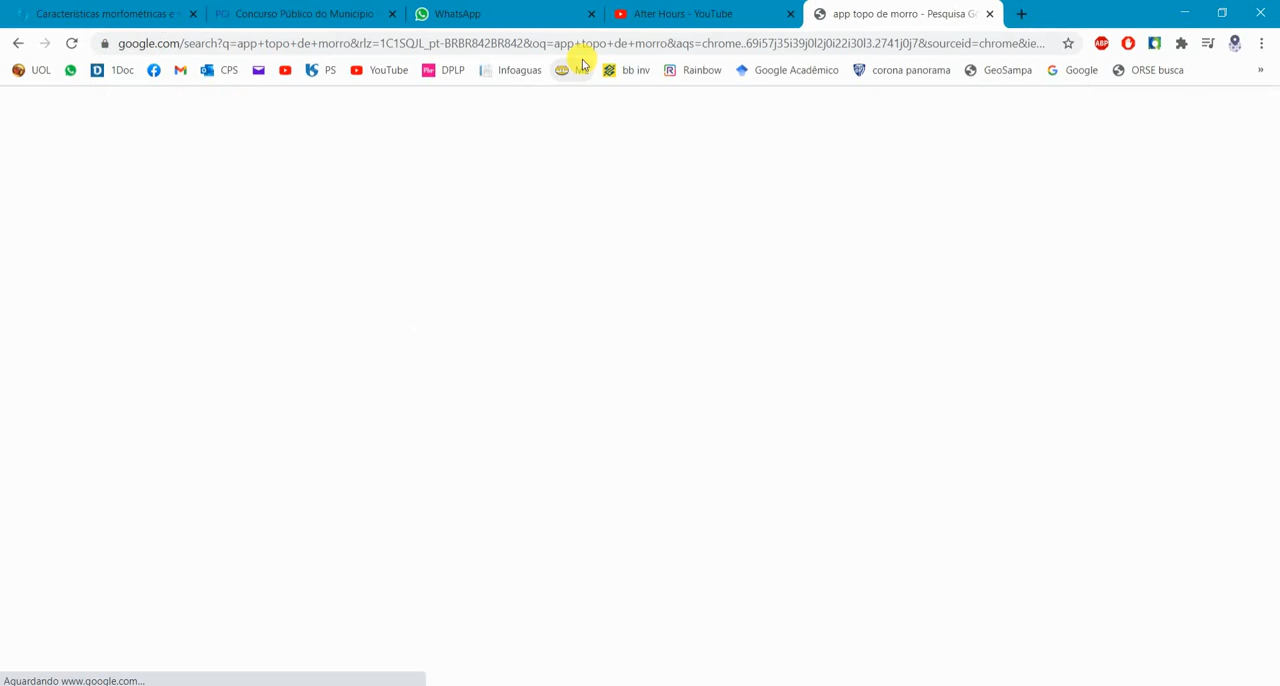 Características morfométricas e
PCI Concurso Público do Município
WhatsApp
After Hours - YouTube
app topo de morro - Pesquisa G
google.com/search?q=app+topo+de+morro&rlz=1C1SQJL_pt-BRBR842BR842&oq=app+topo+de+morro&aqs=chrome..69i57j35i39j0l2j0i22i30l3.2741j0j7&sourceid=chrome&ie...
ABP
UOL
1Doc
CPS
PS
YouTube
DPLP
Infoaguas
bb inv
Rainbow
Google Acadêmico
corona panorama
GeoSampa
Google
ORSE busca
»
Aguardando www.google.com...